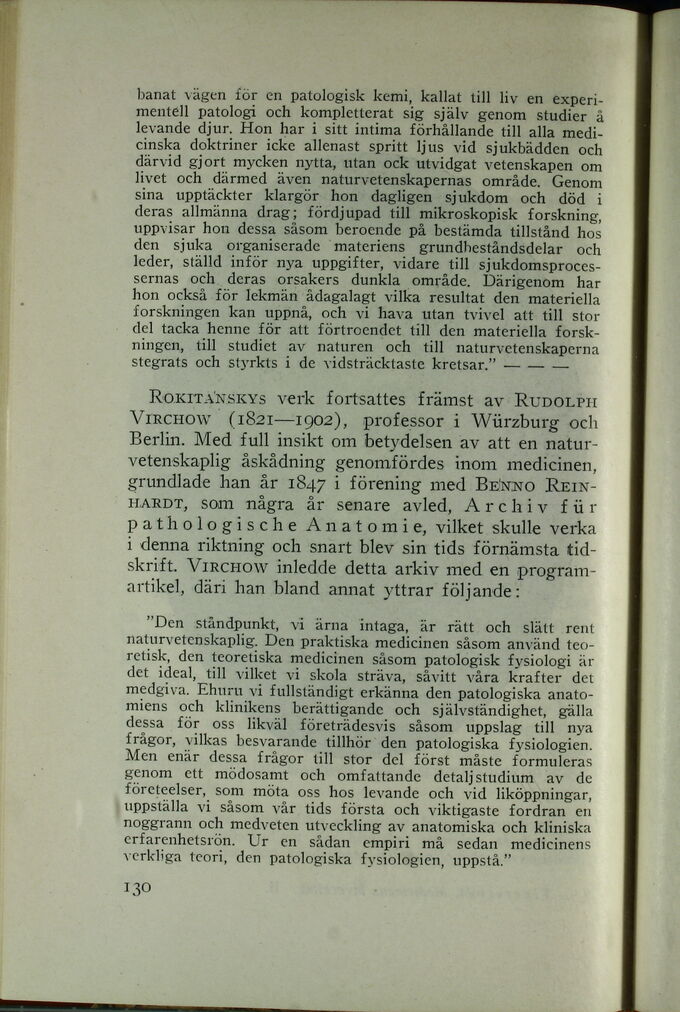 banat vägen för en patologisk kemi, kallat till liv en experi-
mentell patologi och kompletterat sig själv genom studier å
levande djur. Hon har i sitt intima förhållande till alla medi-
cinska doktriner icke allenast spritt ljus vid sjukbädden och
därvid gjort mycken nytta, utan ock utvidgat vetenskapen om
livet och därmed även naturvetenskapernas område. Genom
sina upptäckter klargör hon dagligen sjukdom och död i
deras allmänna drag; fördjupad till mikroskopisk forskning,
uppvisar hon dessa såsom beroende på bestämda tillstånd hos
den sjuka organiserade materiens grundbeståndsdelar och
leder, ställd inför nya uppgifter, vidare till sjukdomsproces-
sernas och deras orsakers dunkla område. Därigenom har
hon också för lekmän ådagalagt vilka resultat den materiella
forskningen kan uppnå, och vi hava utan tvivel att till stor
del tacka henne för att förtroendet till den materiella forsk-
ningen, till studiet av naturen och till naturvetenskaperna
stegrats och styrkts i de vidsträcktaste kretsar.” — — —
ROKITANSKYS verk fortsattes främst av RUDOLPH
VIRCHOW (1821—1902), professor i Würzburg och
Berlin. Med full insikt om betydelsen av att en natur-
vetenskaplig åskådning genomfördes inom medicinen,
grundlade han år 1847 i förening med BENNO REIN-
HARDT, som några år senare avled, Archiv für
pathologische Anatomie, vilket skulle verka
i denna riktning och snart blev sin tids förnämsta tid-
skrift. VIRCHOW inledde detta arkiv med en program-
artikel, däri han bland annat yttrar följande:
”Den ståndpunkt, vi ärna intaga, är rätt och slätt rent
naturvetenskaplig. Den praktiska medicinen såsom använd teo-
retisk, den teoretiska medicinen såsom patologisk fysiologi är
det ideal, till vilket vi skola sträva, såvitt våra krafter det
medgiva. Ehuru vi fullständigt erkänna den patologiska anato-
miens och klinikens berättigande och självständighet, gälla
dessa för oss likväl företrädesvis såsom uppslag till nya
frågor, vilkas besvarande tillhör den patologiska fysiologien.
Men enär dessa frågor till stor del först måste formuleras
genom ett mödosamt och omfattande detaljstudium av de
företeelser, som möta oss hos levande och vid liköppningar,
uppställa vi såsom vår tids första och viktigaste fordran en
noggrann och medveten utveckling av anatomiska och kliniska
erfarenhetsrön. Ur en sådan empiri må sedan medicinens
verkliga teori, den patologiska fysiologien, uppstå.”
130